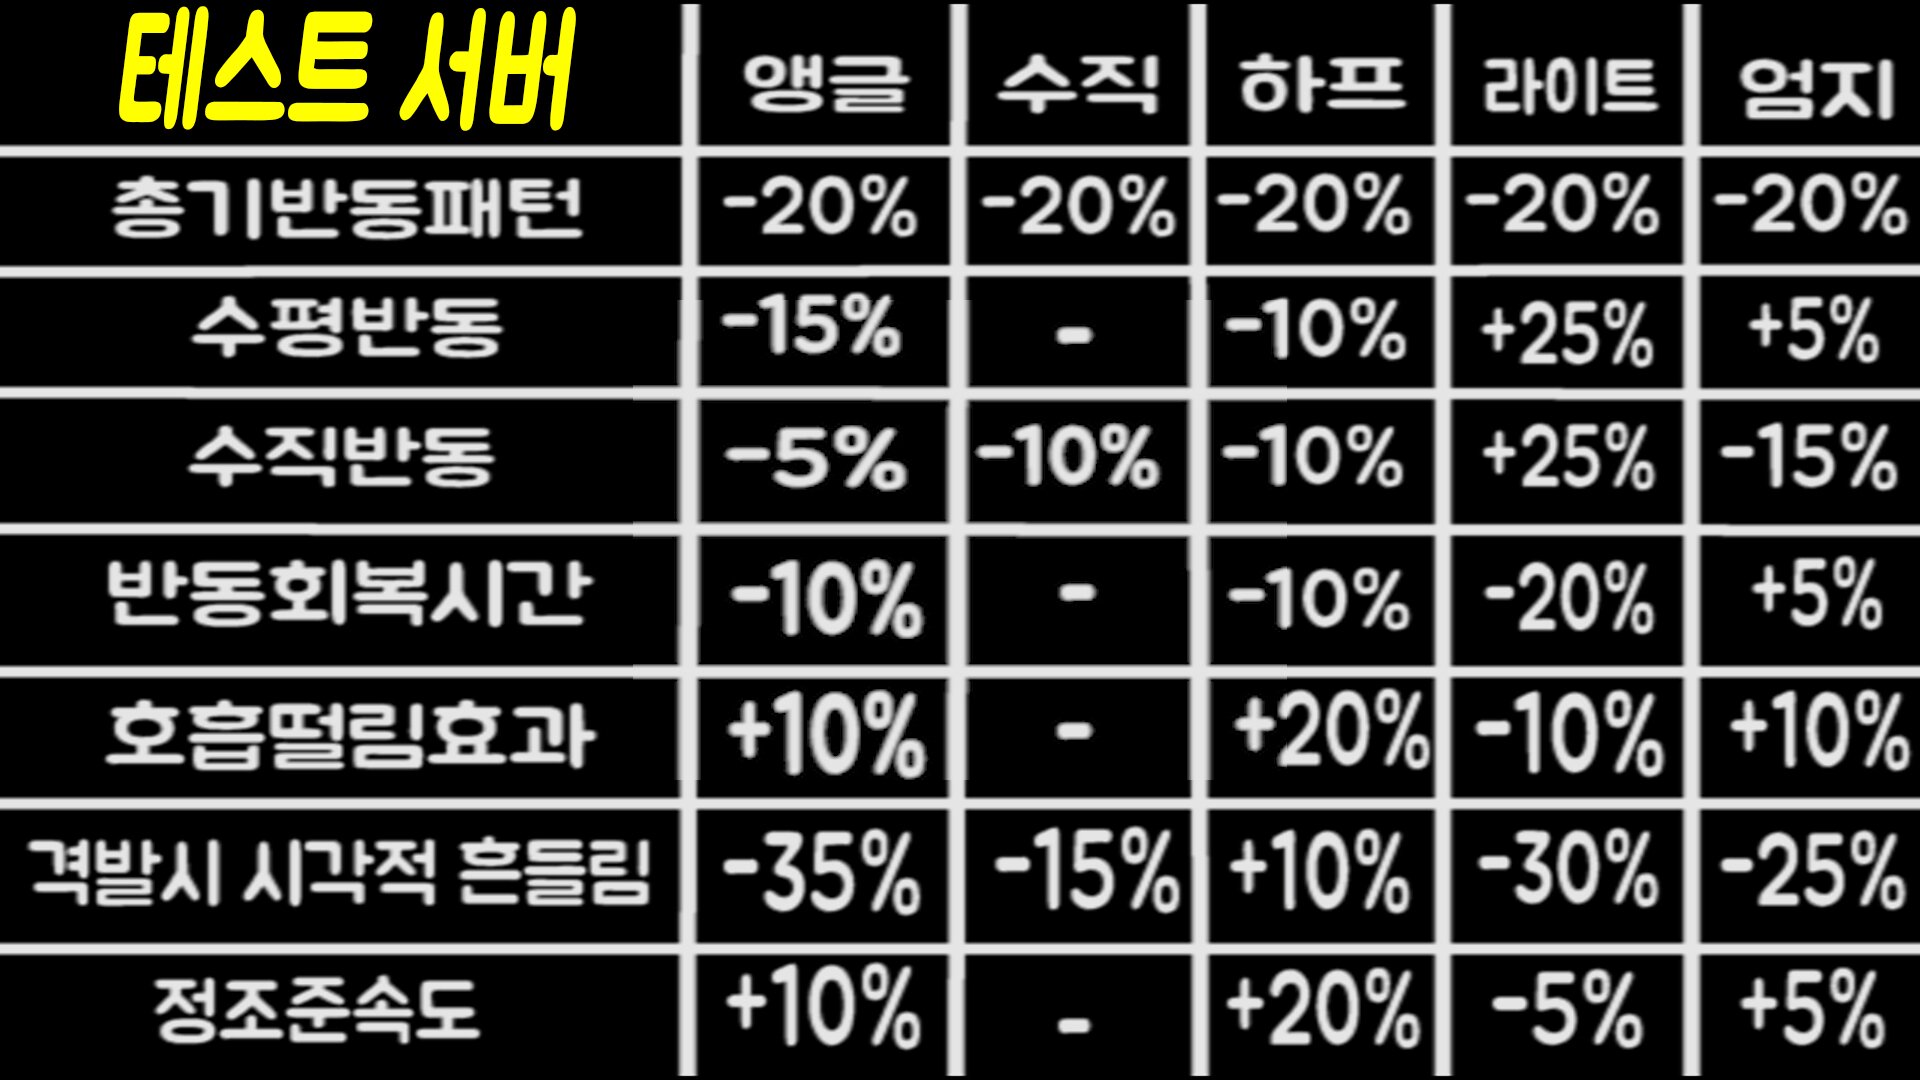 테스트 서버 앵글 수직 하프 라이트 엄지
총기반동패턴 -20% -20% -20% -20% -20%
수평반동 -15% - -10% +25% +5%
수직반동 -5% -10% -10% +25% -15%
반동회복시간 -10% - -10% -20% +5%
호흡떨림효과 +10% - +20% -10% +10%
격발시 시각적 흔들림 -35% -15% +10% -30% -25%
정조준속도 +10% - +20% -5% +5%